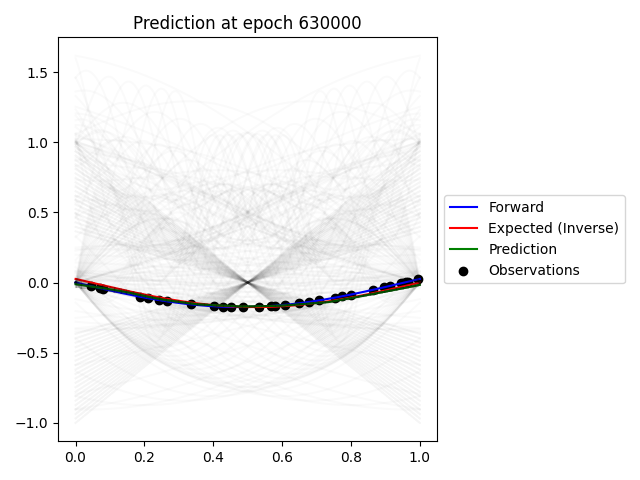 Prediction at epoch 630000
1.5
1.0
0.5
0.0
−0.5
−1.0
0.0 0.2 0.4 0.6 0.8 1.0
Forward
Expected (Inverse)
Prediction
Observations